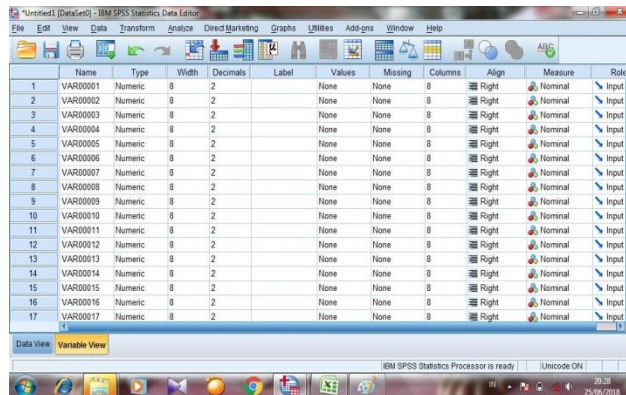 *Untitled1 [DataSet0] - IBM SPSS Statistics Data Editor
File Edit View Data Transform Analyze Direct Marketing Graphs Utilities Add-ons Window Help
Name Type Width Decimals Label Values Missing Columns Align Measure Role
1 VAR00001 Numeric 8 2 None None 8 Right Nominal Input
2 VAR00002 Numeric 8 2 None None 8 Right Nominal Input
3 VAR00003 Numeric 8 2 None None 8 Right Nominal Input
4 VAR00004 Numeric 8 2 None None 8 Right Nominal Input
5 VAR00005 Numeric 8 2 None None 8 Right Nominal Input
6 VAR00006 Numeric 8 2 None None 8 Right Nominal Input
7 VAR00007 Numeric 8 2 None None 8 Right Nominal Input
8 VAR00008 Numeric 8 2 None None 8 Right Nominal Input
9 VAR00009 Numeric 8 2 None None 8 Right Nominal Input
10 VAR00010 Numeric 8 2 None None 8 Right Nominal Input
11 VAR00011 Numeric 8 2 None None 8 Right Nominal Input
12 VAR00012 Numeric 8 2 None None 8 Right Nominal Input
13 VAR00013 Numeric 8 2 None None 8 Right Nominal Input
14 VAR00014 Numeric 8 2 None None 8 Right Nominal Input
15 VAR00015 Numeric 8 2 None None 8 Right Nominal Input
16 VAR00016 Numeric 8 2 None None 8 Right Nominal Input
17 VAR00017 Numeric 8 2 None None 8 Right Nominal Input
Data View Variable View
IBM SPSS Statistics Processor is ready Unicode:ON
IN 20:28
25/06/2018